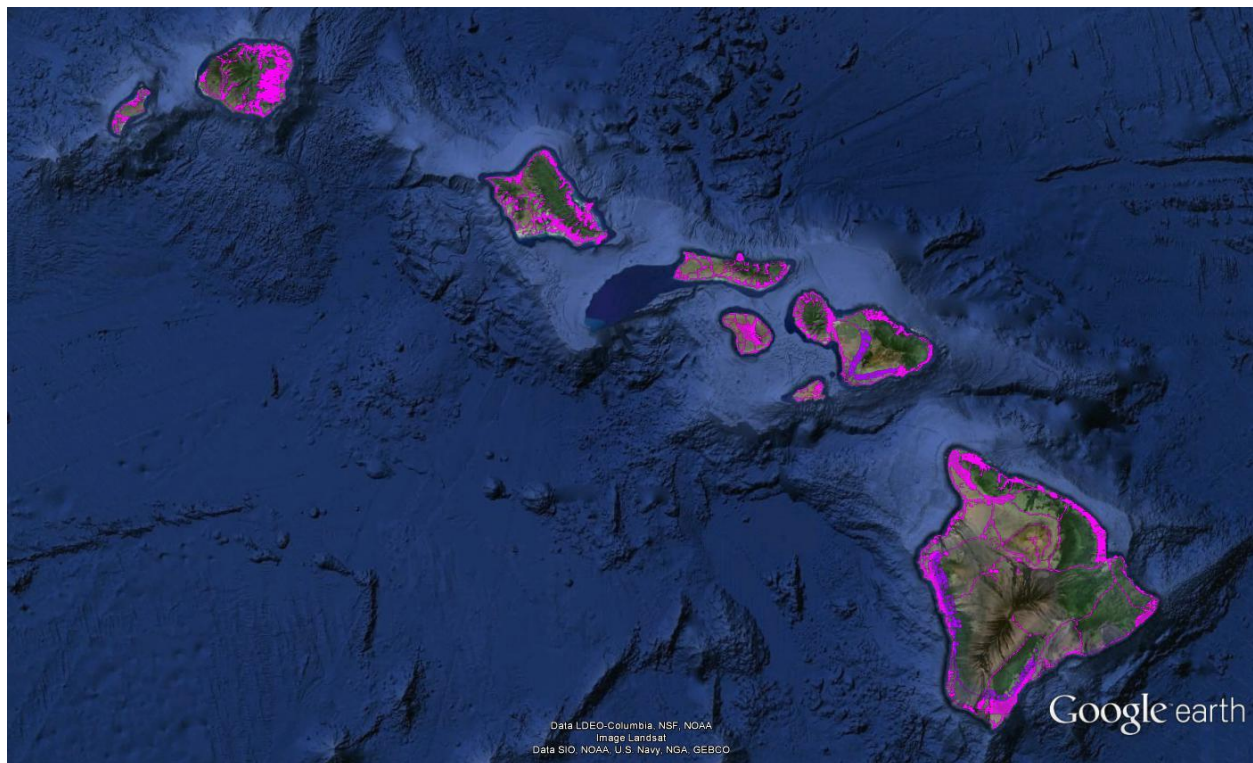 Data LDEO-Columbia, NSF, NOAA
Image Landsat
Data SIO, NOAA, U.S. Navy, NGA, GEBCO
Google earth